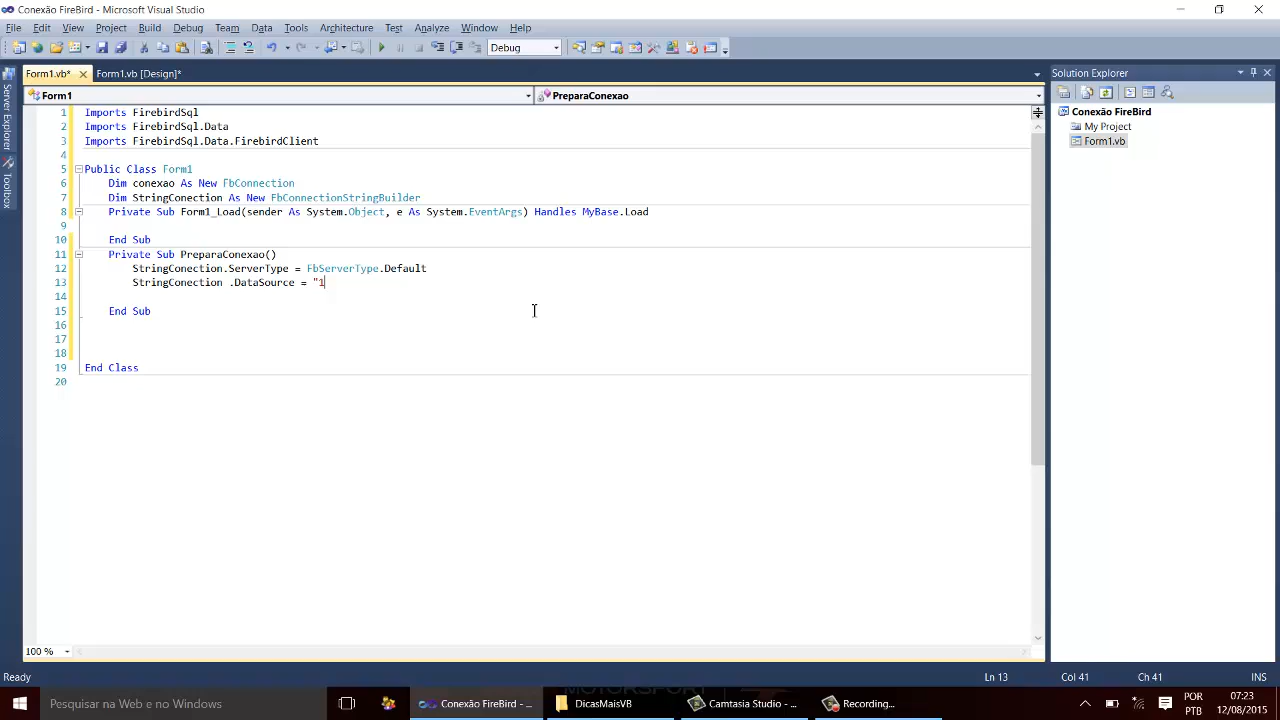 Conexão FireBird - Microsoft Visual Studio
File Edit View Project Build Debug Team Data Tools Architecture Test Analyze Window Help
Debug
Form1.vb* Form1.vb [Design]*
Form1 PreparaConexao
1 Imports FirebirdSql
2 Imports FirebirdSql.Data
3 Imports FirebirdSql.Data.FirebirdClient
4
5 Public Class Form1
6 Dim conexao As New FbConnection
7 Dim StringConection As New FbConnectionStringBuilder
8 Private Sub Form1_Load(sender As System.Object, e As System.EventArgs) Handles MyBase.Load
9
10 End Sub
11 Private Sub PreparaConexao()
12 StringConection.ServerType = FbServerType.Default
13 StringConection .DataSource = "1
14
15 End Sub
16
17
18
19 End Class
20
100 %
Server Explorer
Toolbox
Solution Explorer
Conexão FireBird
My Project
Form1.vb
Ready Ln 13 Col 41 Ch 41 INS
Pesquisar na Web e no Windows
Conexão FireBird - ...
DicasMaisVB
Camtasia Studio - ...
Recording...
POR
PTB
07:23
12/08/2015